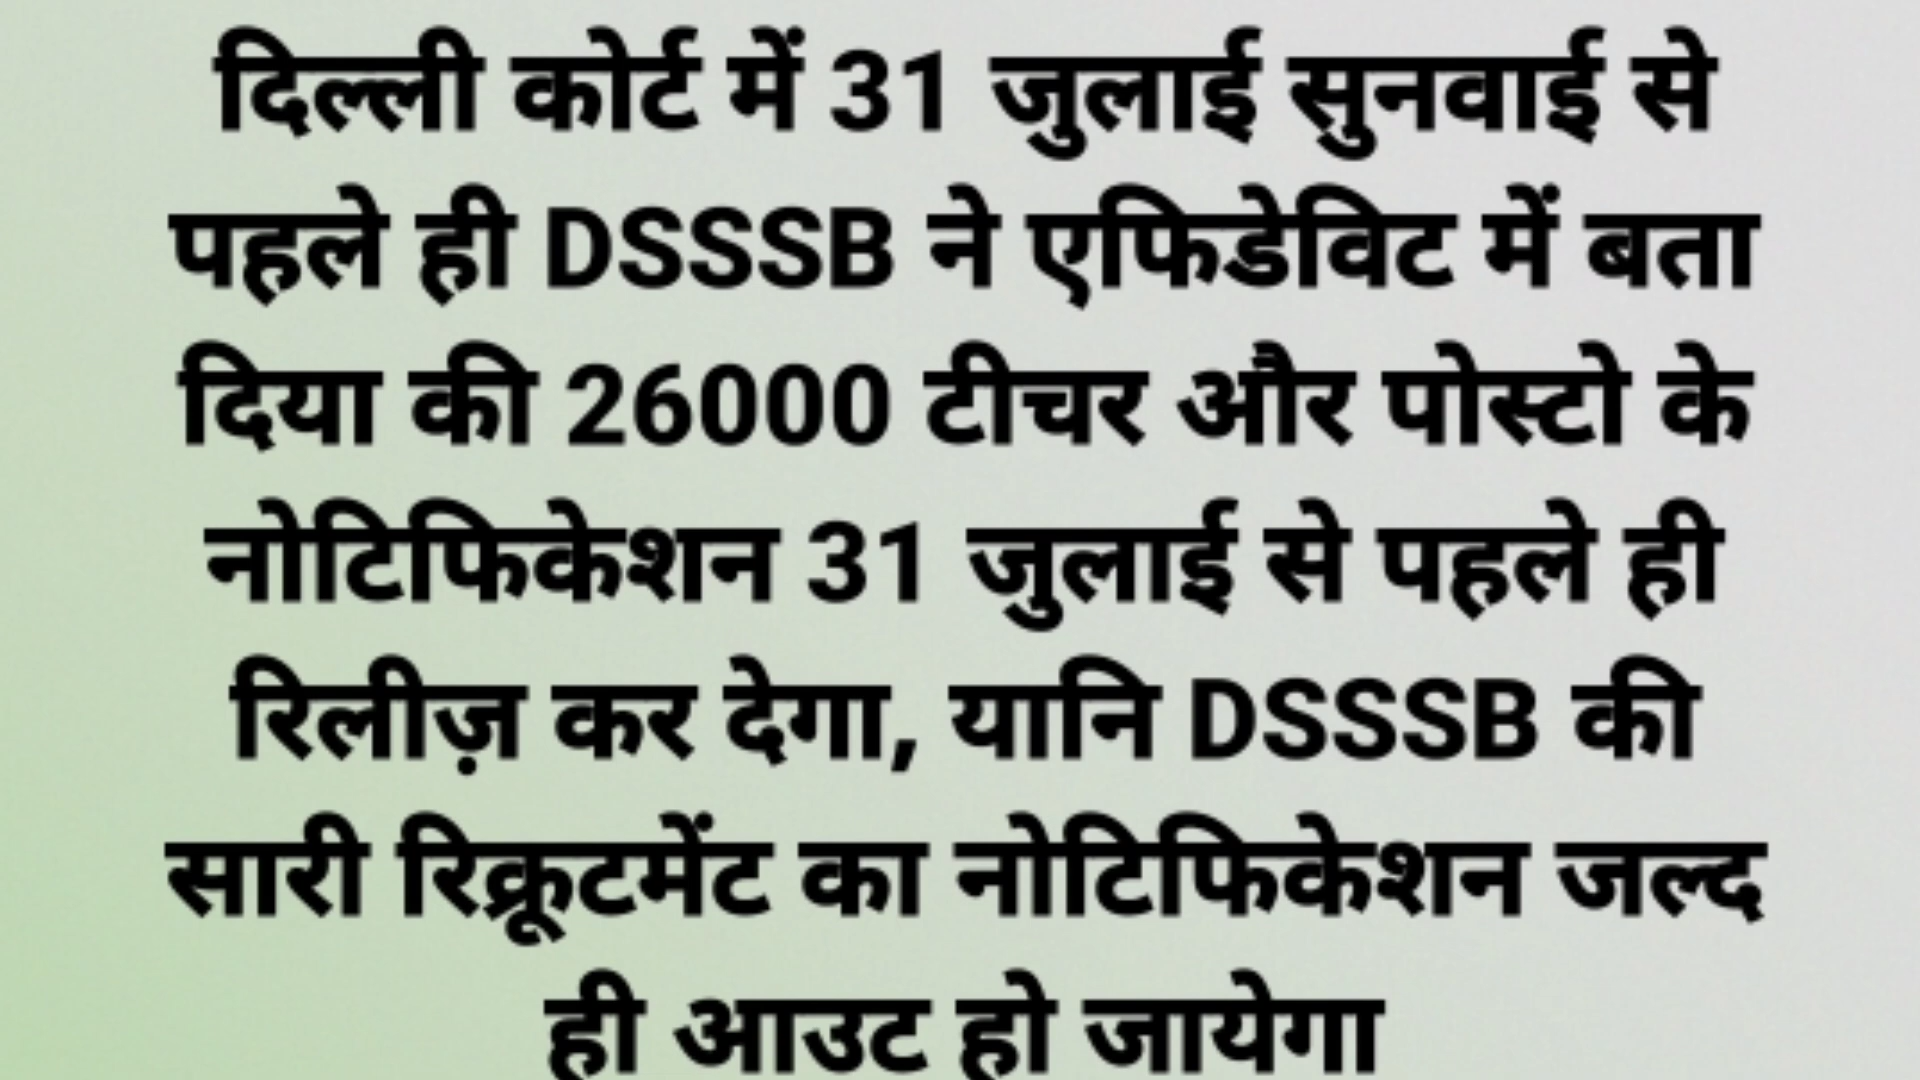 दिल्ली कोर्ट में 31 जुलाई सुनवाई से
पहले ही DSSSB ने एफिडेविट में बता
दिया की 26000 टीचर और पोस्टो के
नोटिफिकेशन 31 जुलाई से पहले ही
रिलीज़ कर देगा, यानि DSSSB की
सारी रिक्रूटमेंट का नोटिफिकेशन जल्द
ही आउट हो जायेगा